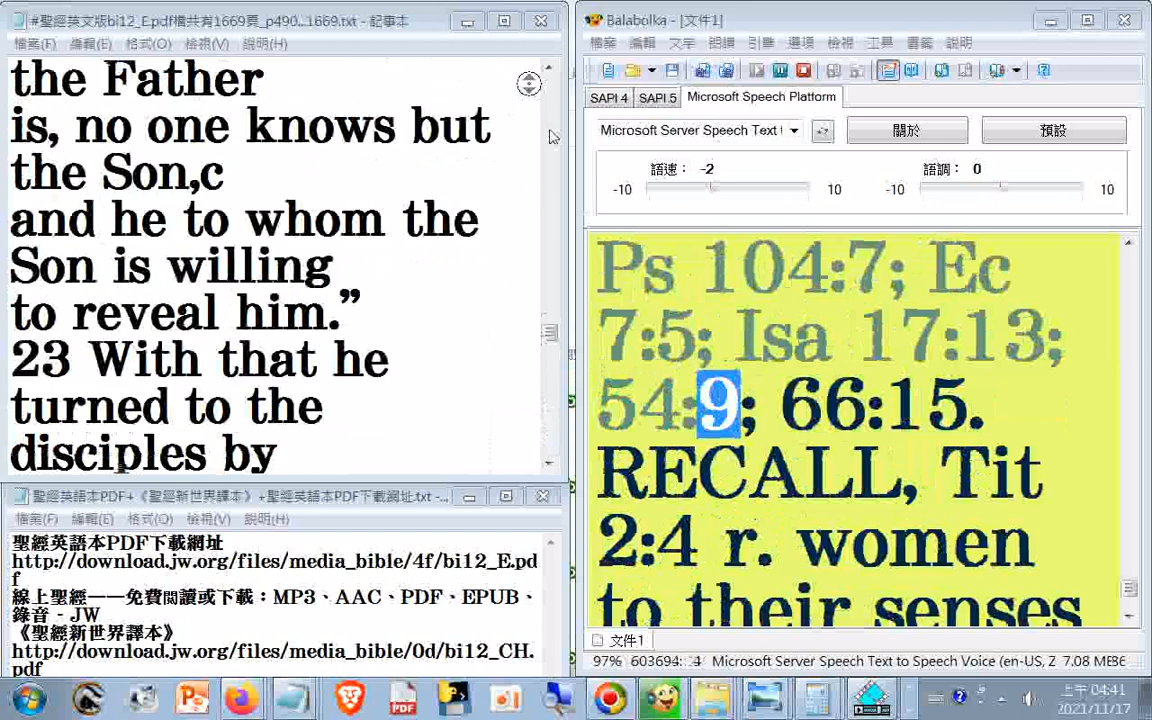 #聖經英文版bi12_E.pdf橫共有1669頁_p490...1669.txt - 記事本
檔案(F) 編輯(E) 格式(O) 檢視(V) 說明(H)
the Father
is, no one knows but
the Son,c
and he to whom the
Son is willing
to reveal him.”
23 With that he
turned to the
disciples by
聖經英語本PDF+《聖經新世界譯本》+聖經英語本PDF下載網址.txt -...
檔案(F) 編輯(E) 格式(O) 檢視(V) 說明(H)
聖經英語本PDF下載網址
http://download.jw.org/files/media_bible/4f/bi12_E.pd
f
線上聖經——免費閱讀或下載：MP3、AAC、PDF、EPUB、
錄音 - JW
《聖經新世界譯本》
http://download.jw.org/files/media_bible/0d/bi12_CH.
pdf
Balabolka - [文件1]
檔案 編輯 文字 朗讀 引擎 選項 檢視 工具 書籤 說明
SAPI 4 SAPI 5 Microsoft Speech Platform
Microsoft Server Speech Text 關於 預設
語速： -2 語調： 0
-10 10 -10 10
Ps 104:7; Ec
7:5; Isa 17:13;
54:9; 66:15.
RECALL, Tit
2:4 r. women
to their senses
文件1
97% 603694: 4 Microsoft Server Speech Text to Speech Voice (en-US, Z 7.08 МБ
上午 04:41
2021/11/17